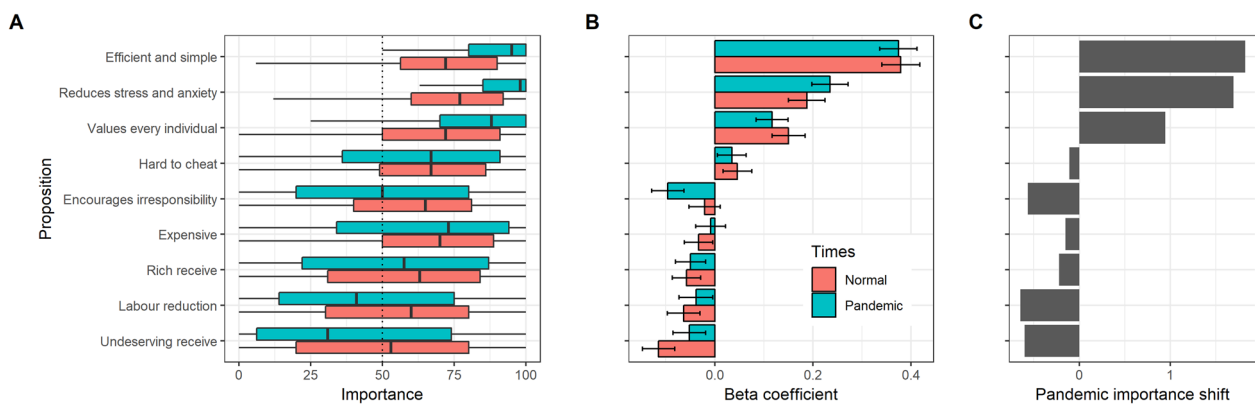 A
B
C
Proposition
Efficient and simple
Reduces stress and anxiety
Values every individual
Hard to cheat
Encourages irresponsibility
Expensive
Rich receive
Labour reduction
Undeserving receive
Times
Normal
Pandemic
0 25 50 75 100
0.0 0.2 0.4
0 1
Importance
Beta coefficient
Pandemic importance shift